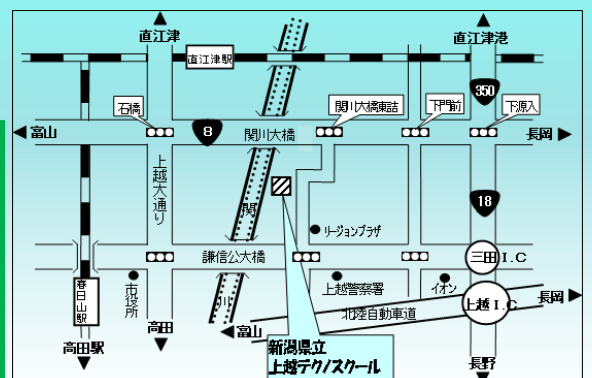 直江津
直江津港
直江津駅
350
石橋
関川大橋東詰
下門前
下源入
富山
8
関川大橋
長岡
上越大通り
関
18
リージョンプラザ
謙信公大橋
三田I.C
市役所
川
上越警察署
イオン
春日山駅
上越I.C
長岡
北陸自動車道
高田
富山
高田駅
新潟県立
上越テクノスクール
長野